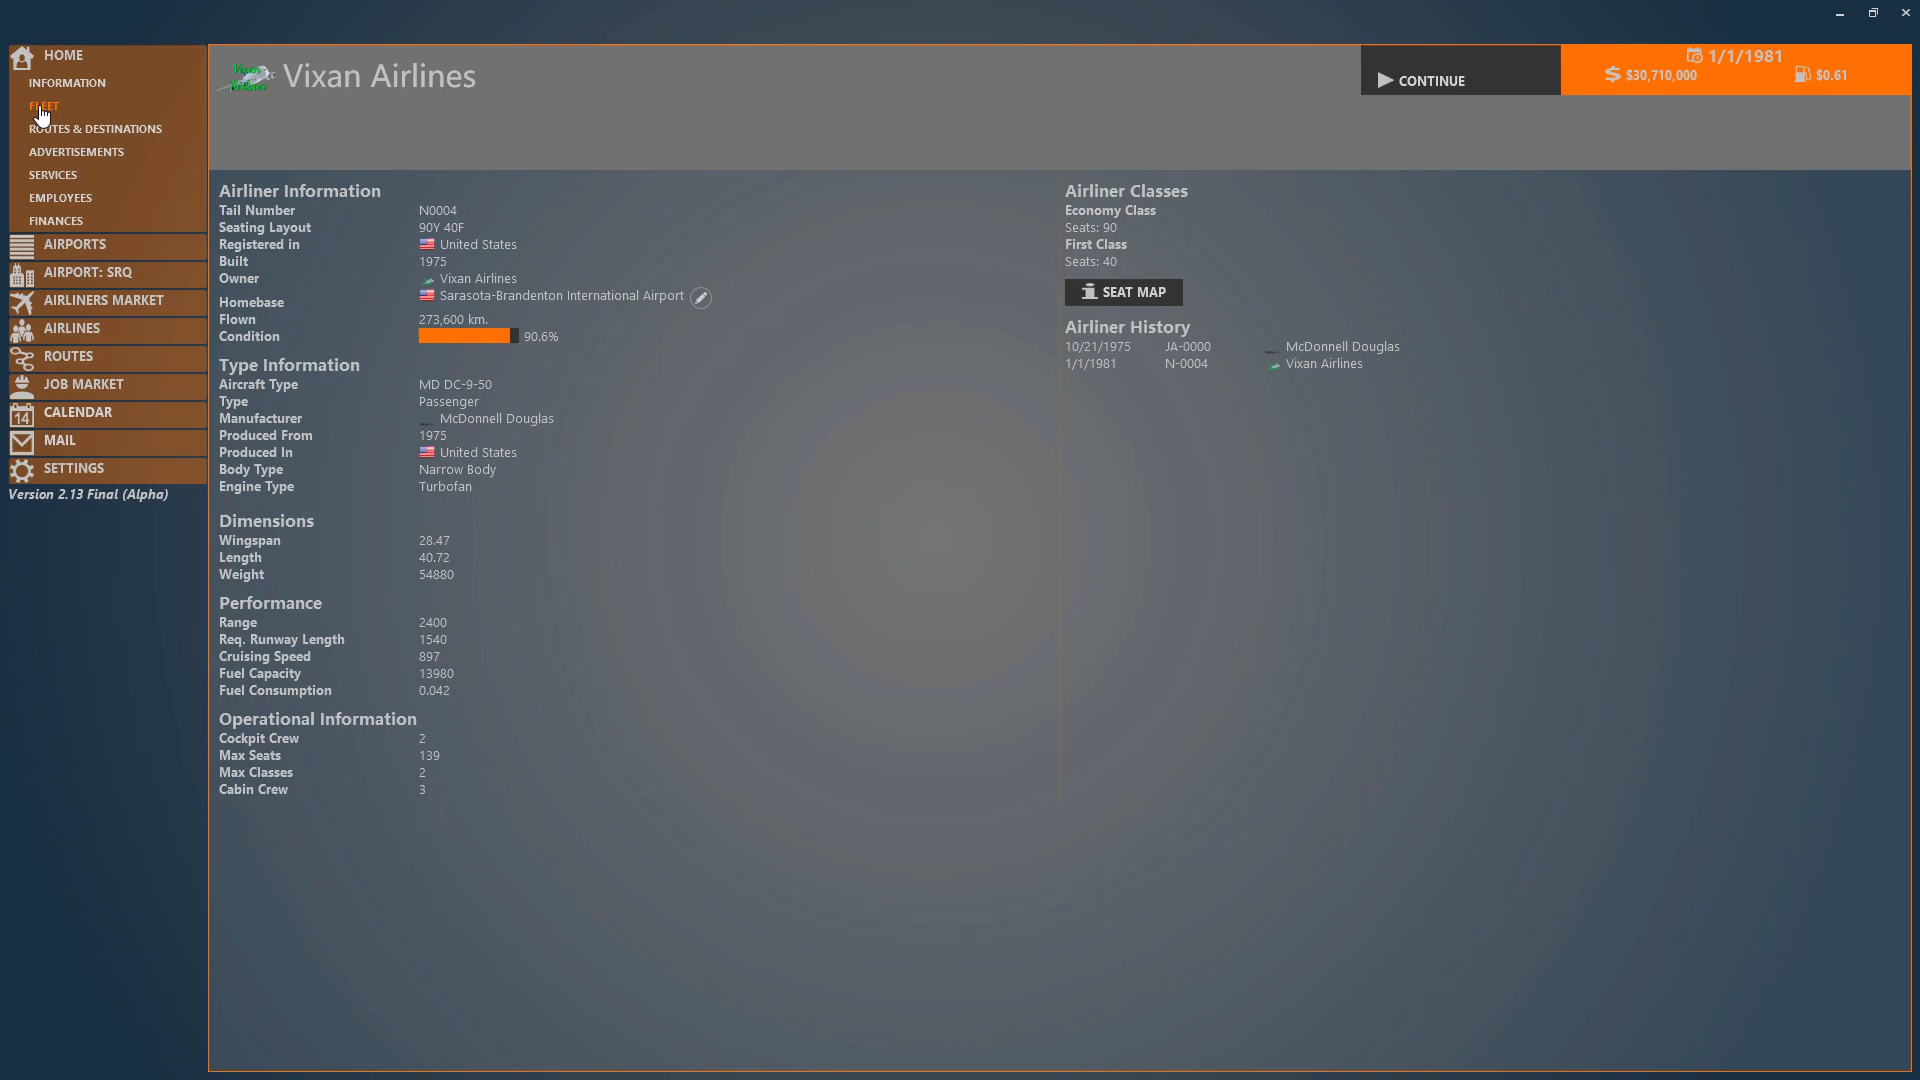 HOME
INFORMATION
FLEET
ROUTES & DESTINATIONS
ADVERTISEMENTS
SERVICES
EMPLOYEES
FINANCES
AIRPORTS
AIRPORT: SRQ
AIRLINERS MARKET
AIRLINES
ROUTES
JOB MARKET
14 CALENDAR
MAIL
SETTINGS
Version 2.13 Final (Alpha)
Vixan Airlines Vixan Airlines
CONTINUE
1/1/1981
$ $30,710,000 $0.61
Airliner Information
Tail Number N0004
Seating Layout 90Y 40F
Registered in United States
Built 1975
Owner Vixan Airlines
Homebase Sarasota-Brandenton International Airport
Flown 273,600 km.
Condition 90.6%
Type Information
Aircraft Type MD DC-9-50
Type Passenger
Manufacturer McDonnell Douglas
Produced From 1975
Produced In United States
Body Type Narrow Body
Engine Type Turbofan
Dimensions
Wingspan 28.47
Length 40.72
Weight 54880
Performance
Range 2400
Req. Runway Length 1540
Cruising Speed 897
Fuel Capacity 13980
Fuel Consumption 0.042
Operational Information
Cockpit Crew 2
Max Seats 139
Max Classes 2
Cabin Crew 3
Airliner Classes
Economy Class
Seats: 90
First Class
Seats: 40
SEAT MAP
Airliner History
10/21/1975 JA-0000 McDonnell Douglas
1/1/1981 N-0004 Vixan Airlines